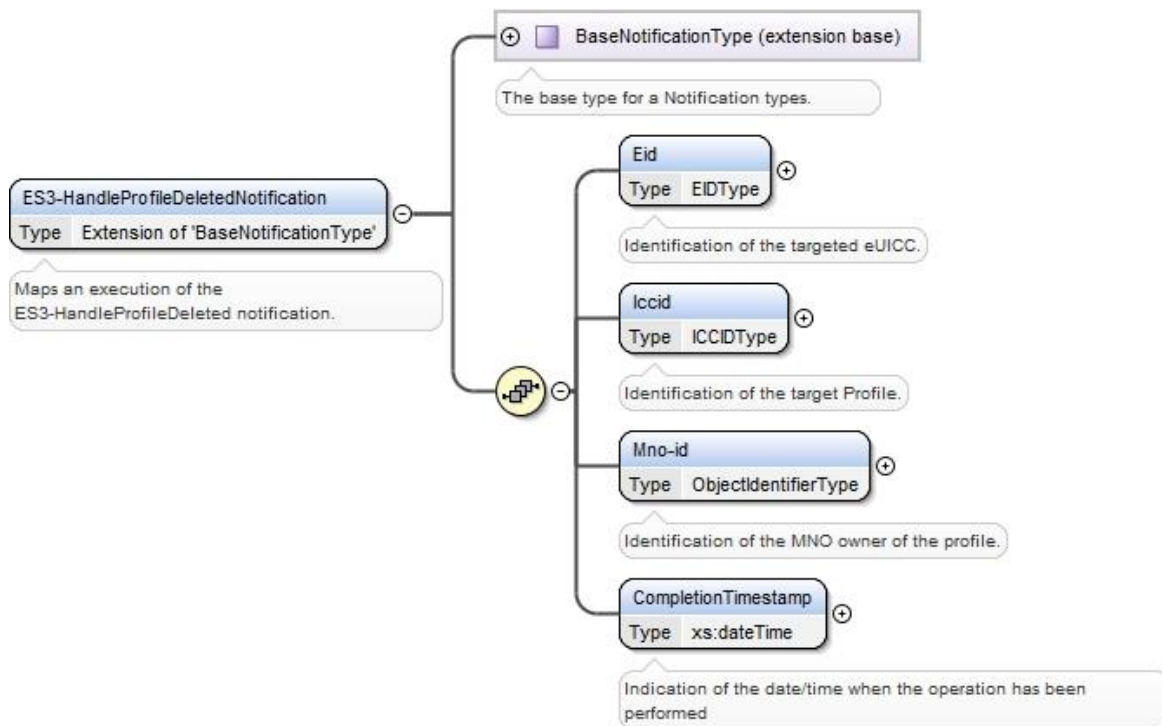 BaseNotificationType (extension base)
The base type for a Notification types.
ES3-HandleProfileDeletedNotification
Type Extension of 'BaseNotificationType'
Maps an execution of the
ES3-HandleProfileDeleted notification.
Eid
Type EIDType
Identification of the targeted eUICC.
Iccid
Type ICCIDType
Identification of the target Profile.
Mno-id
Type ObjectIdentifierType
Identification of the MNO owner of the profile.
CompletionTimestamp
Type xs:dateTime
Indication of the date/time when the operation has been
performed